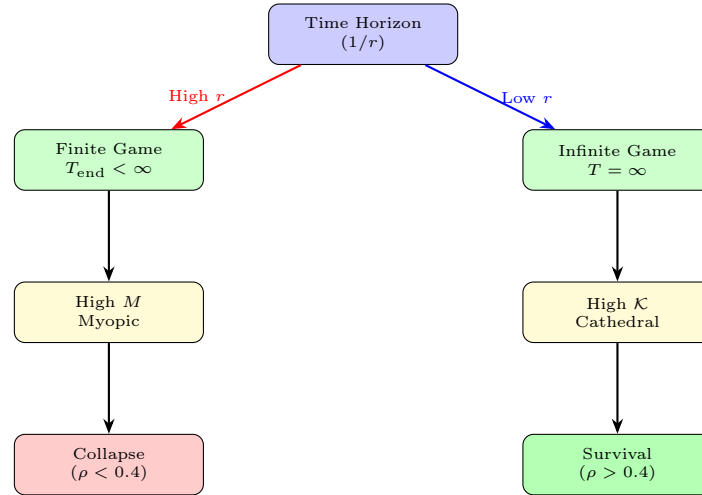 Time Horizon
(1/r)
High r
Low r
Finite Game
T_end < ∞
Infinite Game
T = ∞
High M
Myopic
High 𝒦
Cathedral
Collapse
(ρ < 0.4)
Survival
(ρ > 0.4)